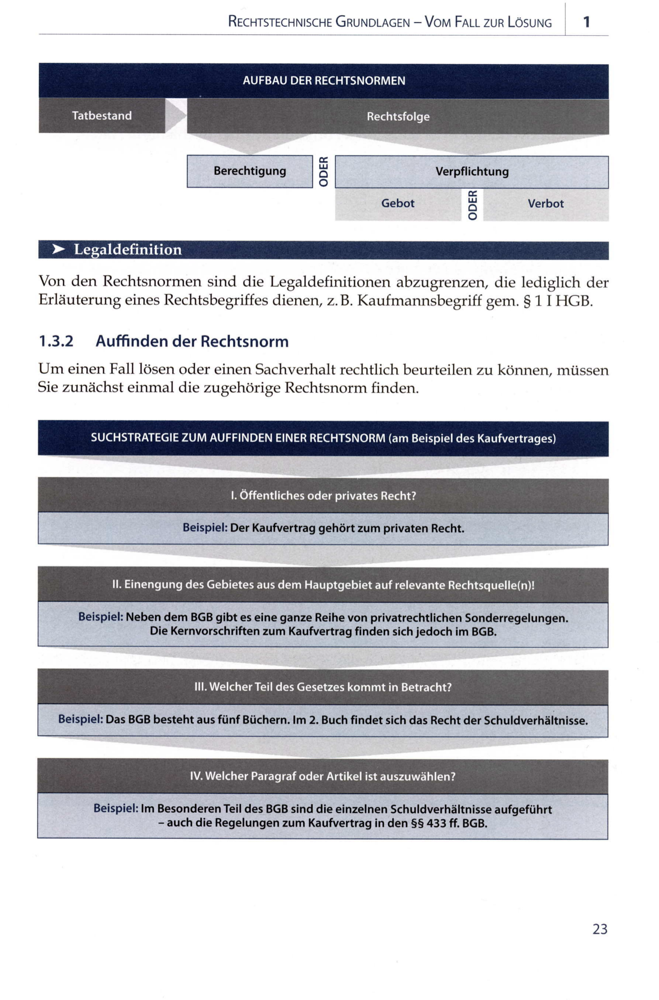 RECHTSTECHNISCHE GRUNDLAGEN – VOM FALL ZUR LÖSUNG 1
AUFBAU DER RECHTSNORMEN
Tatbestand
Rechtsfolge
Berechtigung
ODER
Verpflichtung
Gebot
ODER
Verbot
➤ Legaldefinition
Von den Rechtsnormen sind die Legaldefinitionen abzugrenzen, die lediglich der
Erläuterung eines Rechtsbegriffes dienen, z. B. Kaufmannsbegriff gem. § 1 I HGB.
1.3.2 Auffinden der Rechtsnorm
Um einen Fall lösen oder einen Sachverhalt rechtlich beurteilen zu können, müssen
Sie zunächst einmal die zugehörige Rechtsnorm finden.
SUCHSTRATEGIE ZUM AUFFINDEN EINER RECHTSNORM (am Beispiel des Kaufvertrages)
I. Öffentliches oder privates Recht?
Beispiel: Der Kaufvertrag gehört zum privaten Recht.
II. Einengung des Gebietes aus dem Hauptgebiet auf relevante Rechtsquelle(n)!
Beispiel: Neben dem BGB gibt es eine ganze Reihe von privatrechtlichen Sonderregelungen.
Die Kernvorschriften zum Kaufvertrag finden sich jedoch im BGB.
III. Welcher Teil des Gesetzes kommt in Betracht?
Beispiel: Das BGB besteht aus fünf Büchern. Im 2. Buch findet sich das Recht der Schuldverhältnisse.
IV. Welcher Paragraf oder Artikel ist auszuwählen?
Beispiel: Im Besonderen Teil des BGB sind die einzelnen Schuldverhältnisse aufgeführt
– auch die Regelungen zum Kaufvertrag in den §§ 433 ff. BGB.
23